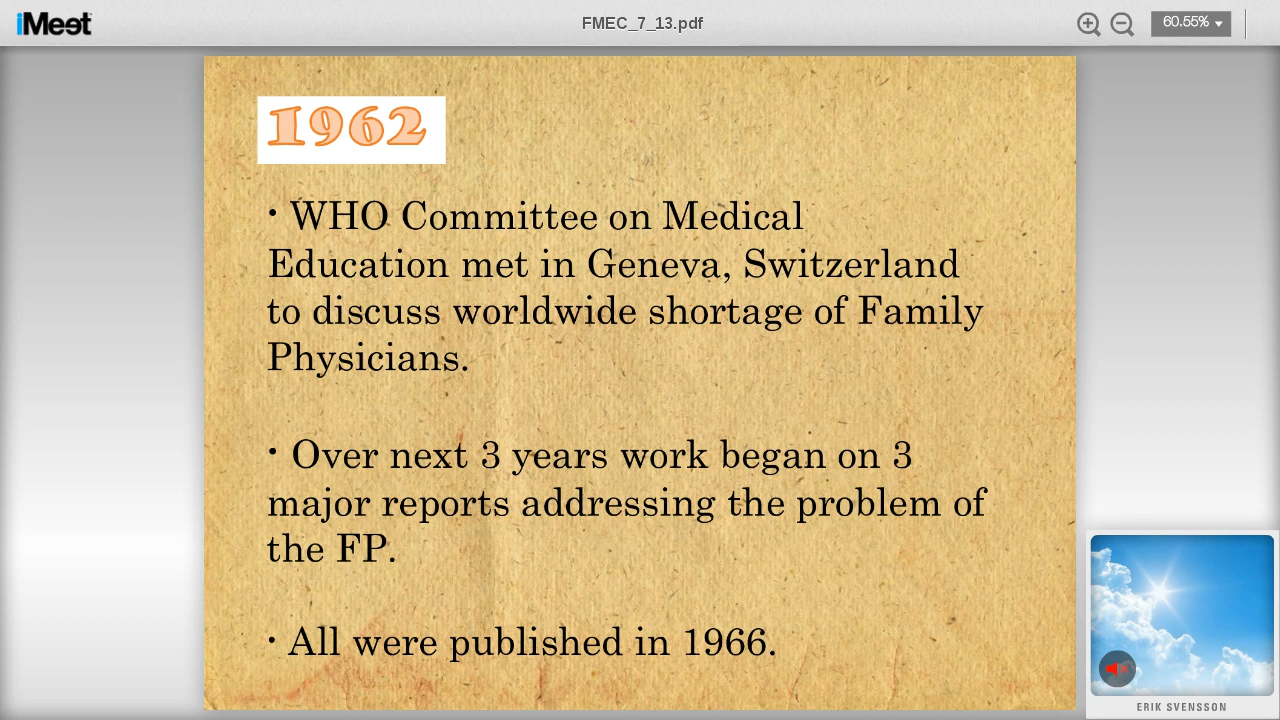 iMeet
FMEC_7_13.pdf
60.55%
1962
• WHO Committee on Medical
Education met in Geneva, Switzerland
to discuss worldwide shortage of Family
Physicians.
• Over next 3 years work began on 3
major reports addressing the problem of
the FP.
• All were published in 1966.
ERIK SVENSSON